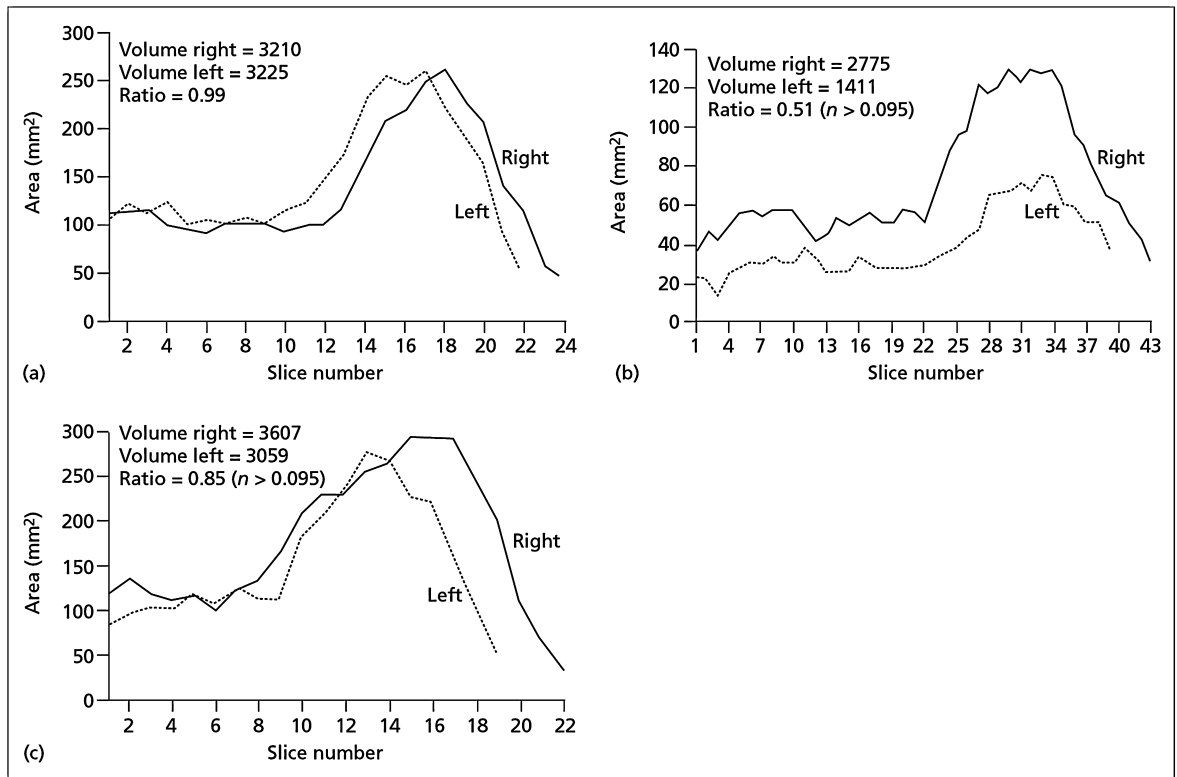 300
250
200
150
100
50
0
Area (mm²)
Volume right = 3210
Volume left = 3225
Ratio = 0.99
Right
Left
2 4 6 8 10 12 14 16 18 20 22 24
Slice number
(a)
140
120
100
80
60
40
20
0
Area (mm²)
Volume right = 2775
Volume left = 1411
Ratio = 0.51 (n > 0.095)
Right
Left
1 4 7 10 13 16 19 22 25 28 31 34 37 40 43
Slice number
(b)
300
250
200
150
100
50
0
Area (mm²)
Volume right = 3607
Volume left = 3059
Ratio = 0.85 (n > 0.095)
Right
Left
2 4 6 8 10 12 14 16 18 20 22
Slice number
(c)